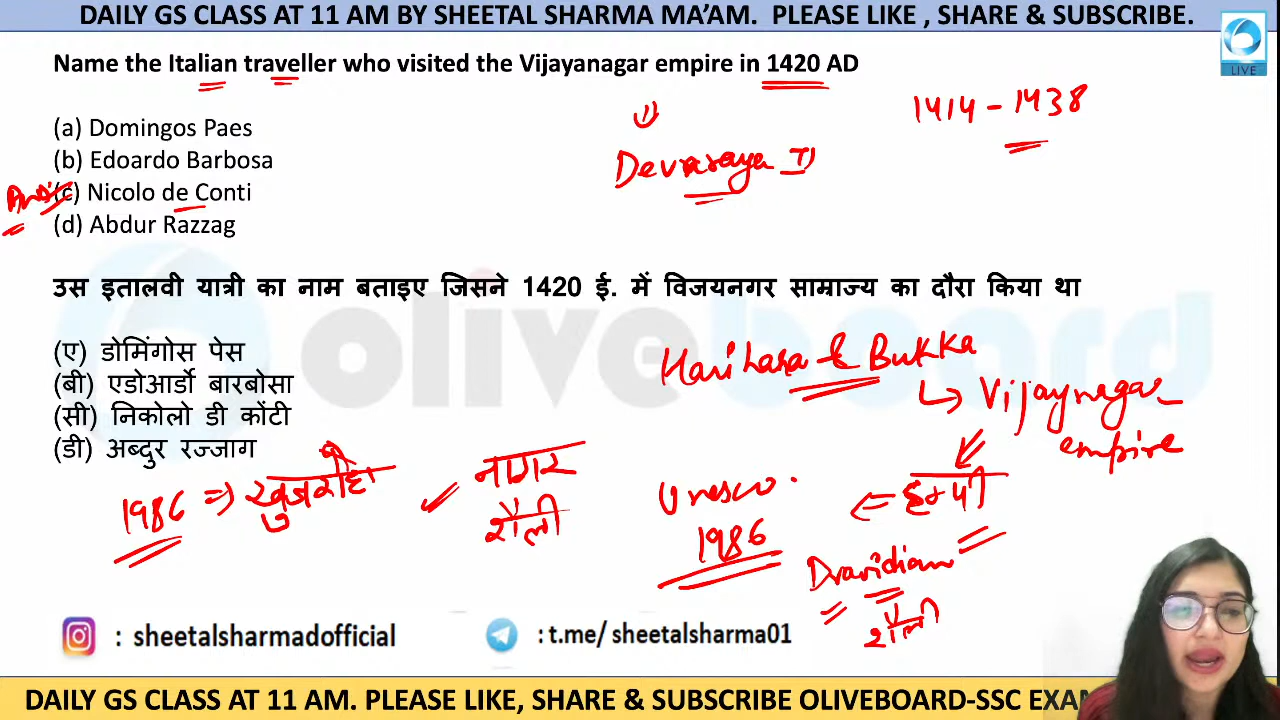 DAILY GS CLASS AT 11 AM BY SHEETAL SHARMA MA'AM. PLEASE LIKE , SHARE & SUBSCRIBE.
LIVE
Name the Italian traveller who visited the Vijayanagar empire in 1420 AD
1414 - 1438
(a) Domingos Paes
(b) Edoardo Barbosa
Devaraya I
(c) Nicolo de Conti
(d) Abdur Razzag
oliveboard
उस इतालवी यात्री का नाम बताइए जिसने 1420 ई. में विजयनगर साम्राज्य का दौरा किया था
(ए) डोमिंगोस पेस
(बी) एडोआर्डो बारबोसा
(सी) निकोलो डी कोंटी
(डी) अब्दुर रज्जाग
Harihara & Bukka
Vijaynagar
empire
1986 ⇒ खुजराहो
नागर
शैली
Unesco.
1986
हम्पी
Dravidian
शैली
: sheetalsharmadofficial
: t.me/ sheetalsharma01
DAILY GS CLASS AT 11 AM. PLEASE LIKE, SHARE & SUBSCRIBE OLIVEBOARD-SSC EXA